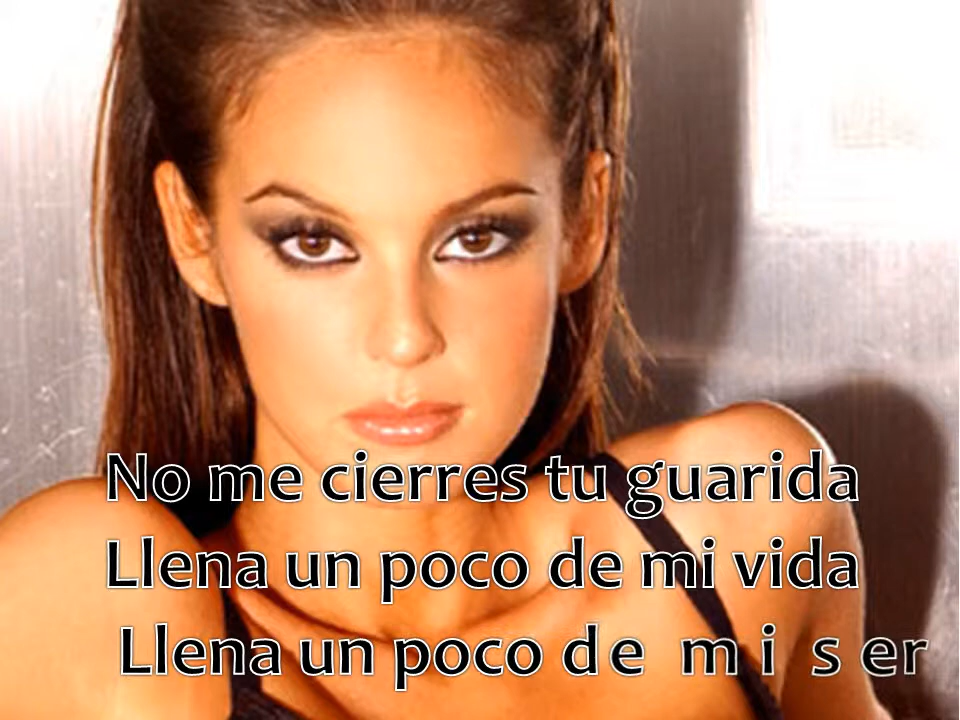 No me cierres tu guarida
Llena un poco de mi vida
Llena un poco de mi ser